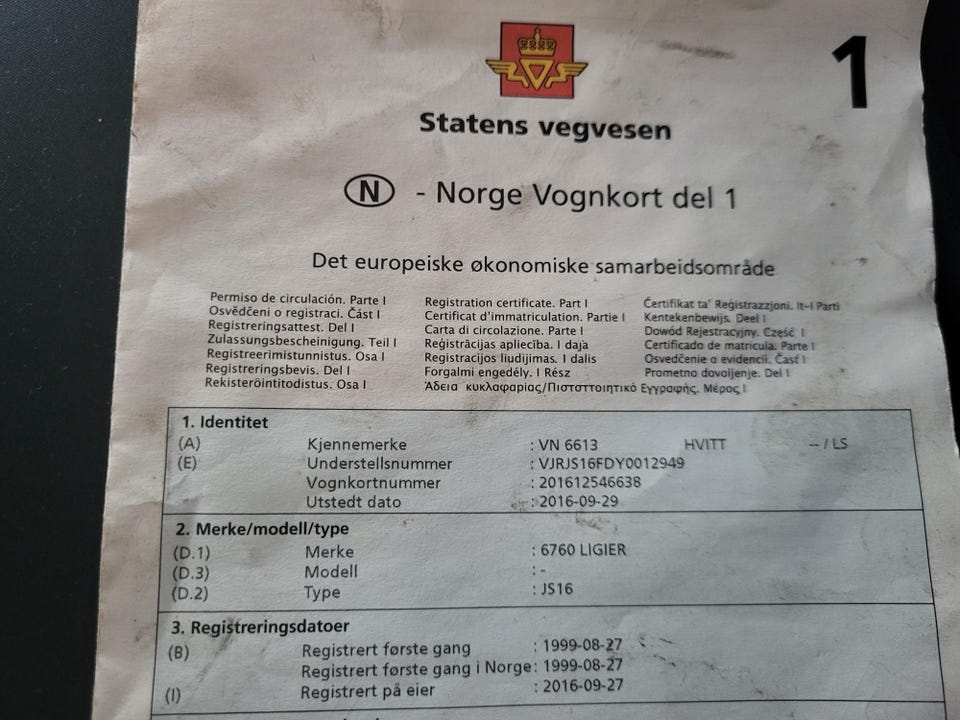 1
Statens vegvesen
N - Norge Vognkort del 1
Det europeiske økonomiske samarbeidsområde
Permiso de circulación. Parte I
Osvědčeni o registraci. Část I
Registreringsattest. Del I
Zulassungsbescheinigung. Teil I
Registreerimistunnistus. Osa I
Registreringsbevis. Del I
Rekisteröintitodistus. Osa I
Registration certificate. Part I
Certificat d'immatriculation. Partie I
Carta di circolazione. Parte I
Reģistrācijas apliecība. I daja
Registracijos liudijimas. I dalis
Forgalmi engedély. I Rész
Άδεια κυκλαφαρίας/Πιστοττοιητικό Εγγραφής. Μέρος I
Ċertifikat ta' Reġistrazzjoni. It-I Parti
Kentekenbewijs. Deel I
Dowód Rejestracyjny. Część I
Certificado de matrícula. Parte I
Osvedčenie o evidencii. Časť I
Prometno dovoljenje. Del I
1. Identitet
(A) Kjennemerke : VN 6613 HVITT -- / LS
(E) Understellsnummer : VJRJS16FDY0012949
Vognkortnummer : 201612546638
Utstedt dato : 2016-09-29
2. Merke/modell/type
(D.1) Merke : 6760 LIGIER
(D.3) Modell : -
(D.2) Type : JS16
3. Registreringsdatoer
(B) Registrert første gang : 1999-08-27
Registrert første gang i Norge: 1999-08-27
(I) Registrert på eier : 2016-09-27